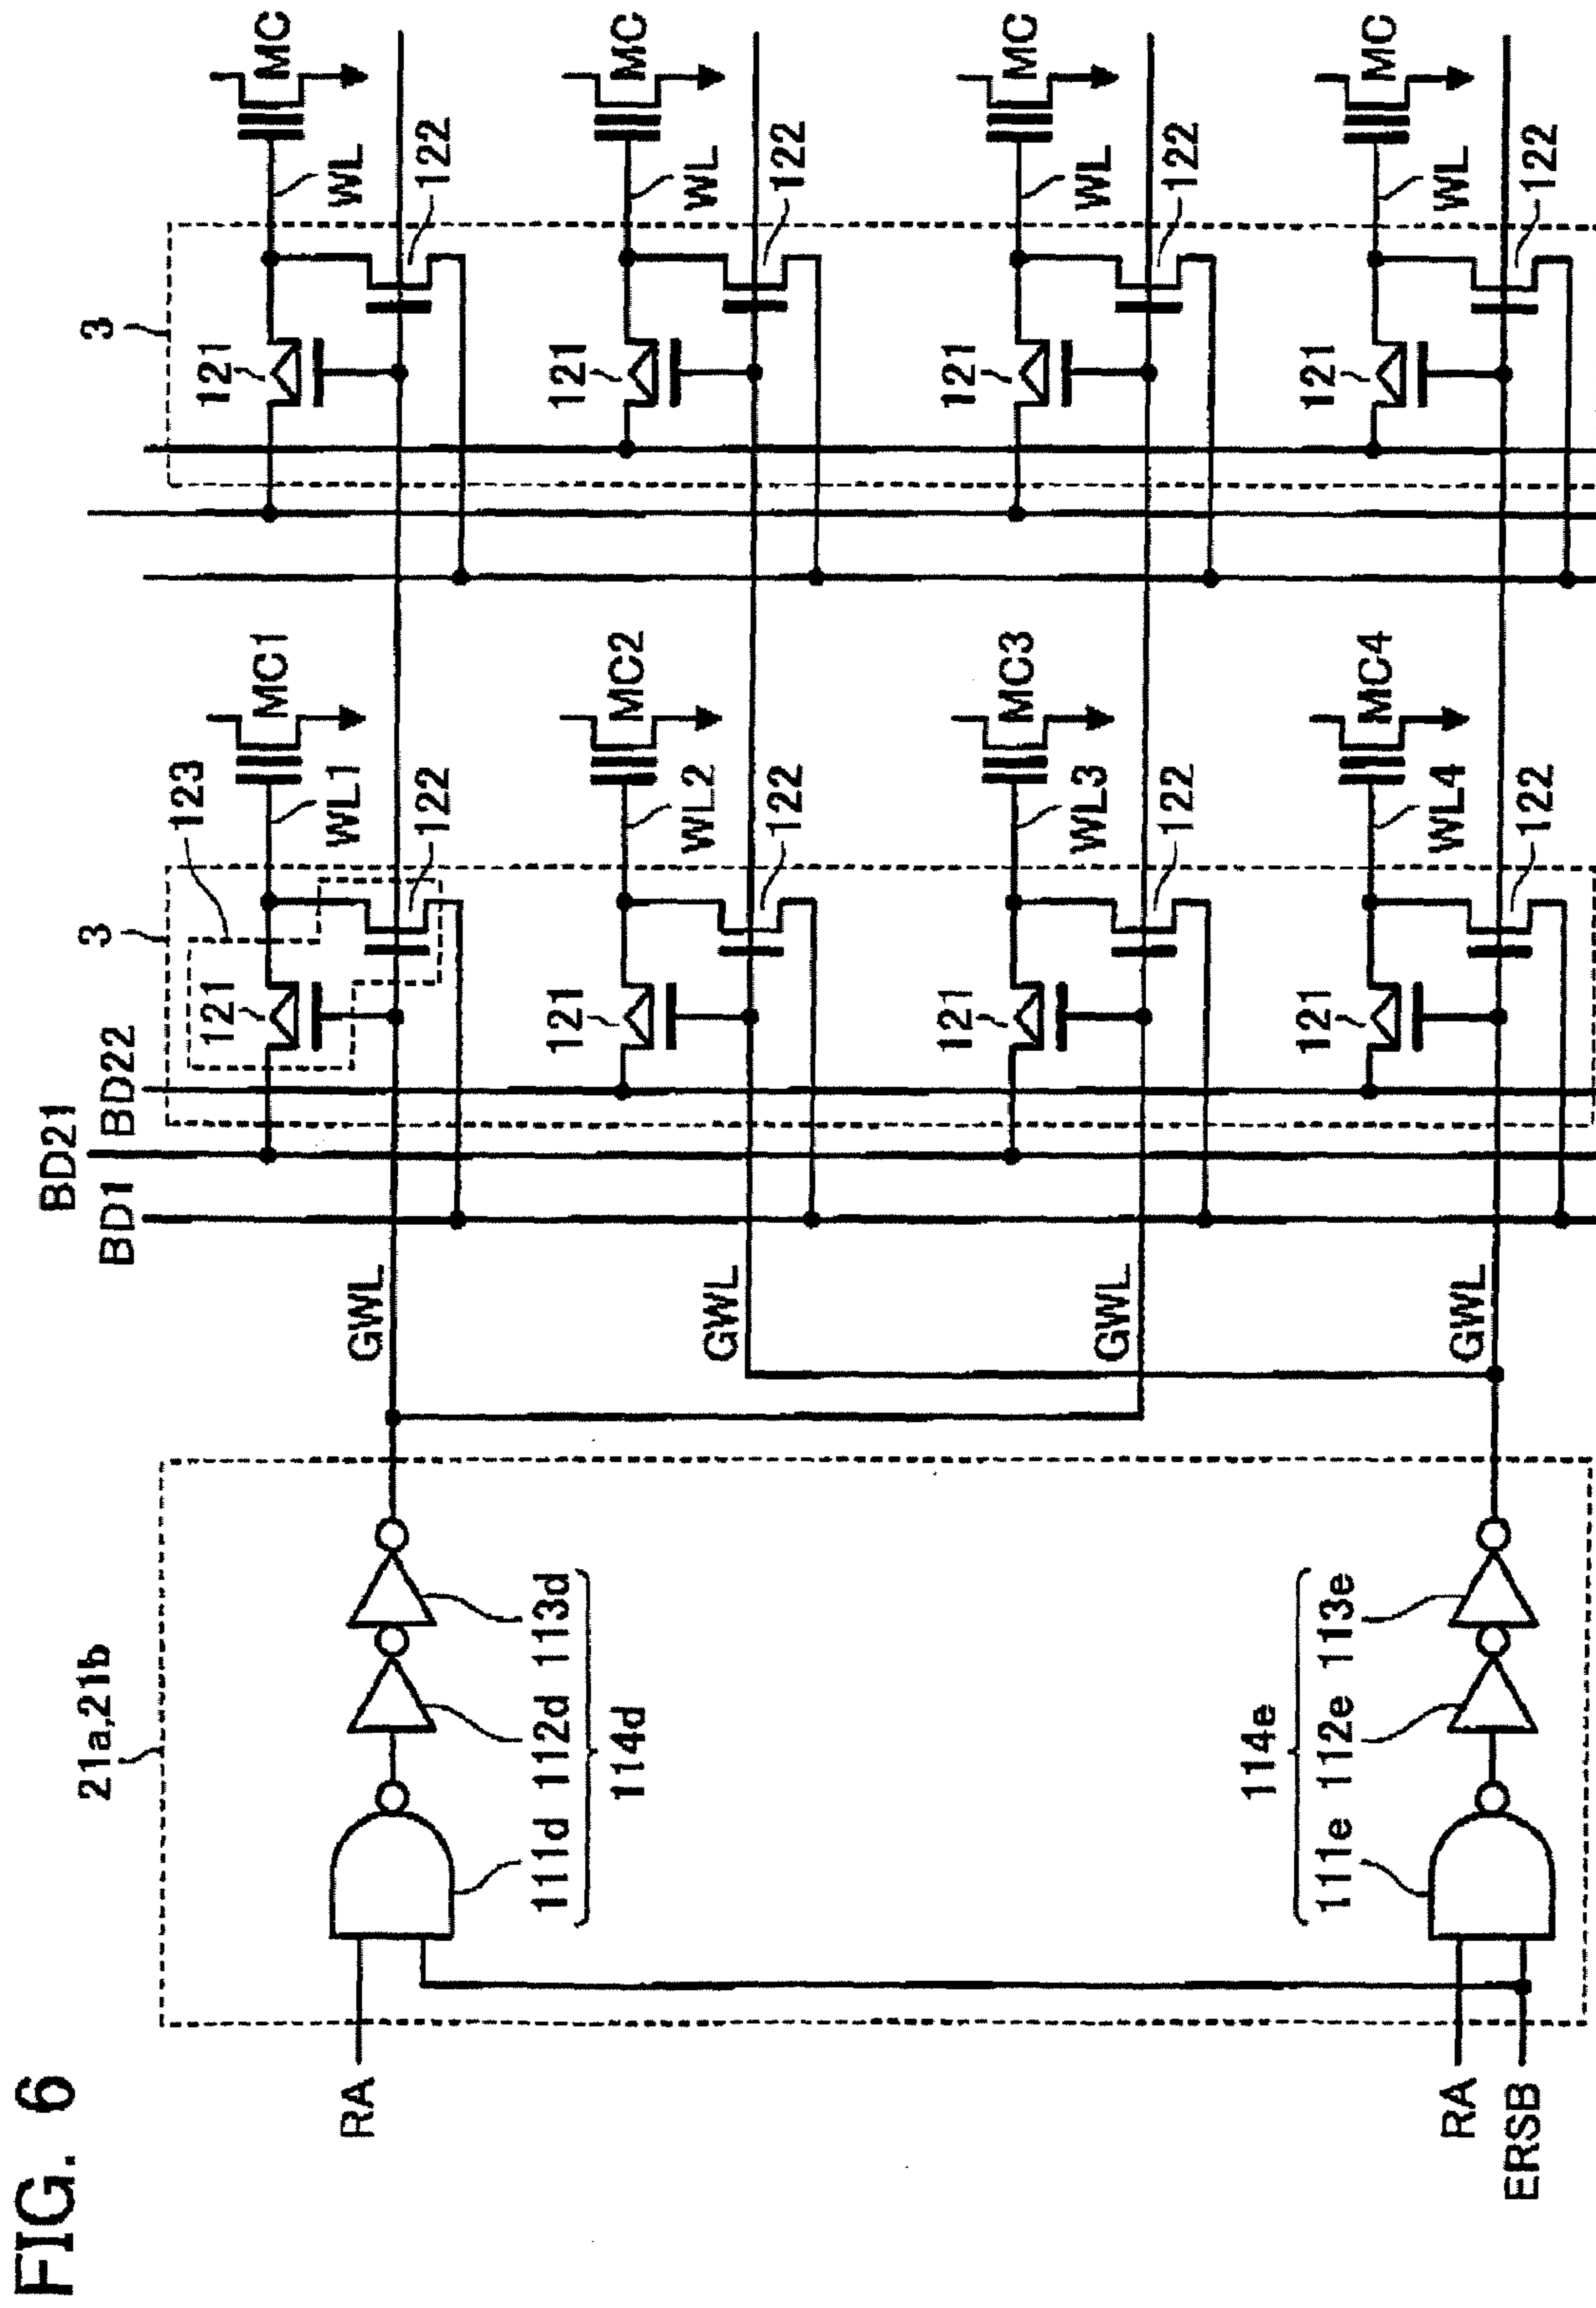 FIG. 6
21a,21b
RA
111d 112d 113d
114d
114e
111e 112e 113e
RA
ERSB
BD1
BD21
BD22
GWL
GWL
GWL
GWL
3
123
121
122
WL1
MC1
121
122
WL2
MC2
121
122
WL3
MC3
121
122
WL4
MC4
3
121
122
WL
MC
121
122
WL
MC
121
122
WL
MC
121
122
WL
MC